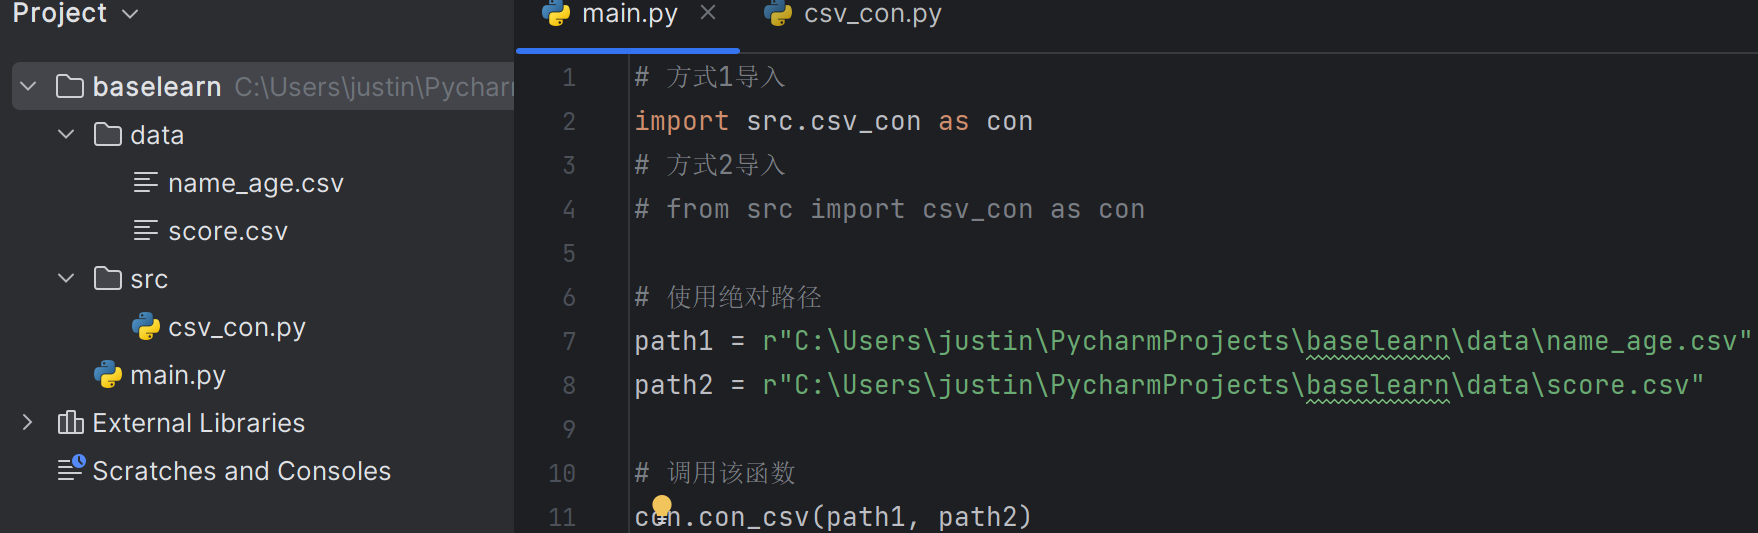 Project
baselearn C:\Users\justin\Pychar
data
name_age.csv
score.csv
src
csv_con.py
main.py
External Libraries
Scratches and Consoles
main.py
csv_con.py
1 # 方式1导入
2 import src.csv_con as con
3 # 方式2导入
4 # from src import csv_con as con
5
6 # 使用绝对路径
7 path1 = r"C:\Users\justin\PycharmProjects\baselearn\data\name_age.csv"
8 path2 = r"C:\Users\justin\PycharmProjects\baselearn\data\score.csv"
9
10 # 调用该函数
11 con.con_csv(path1, path2)